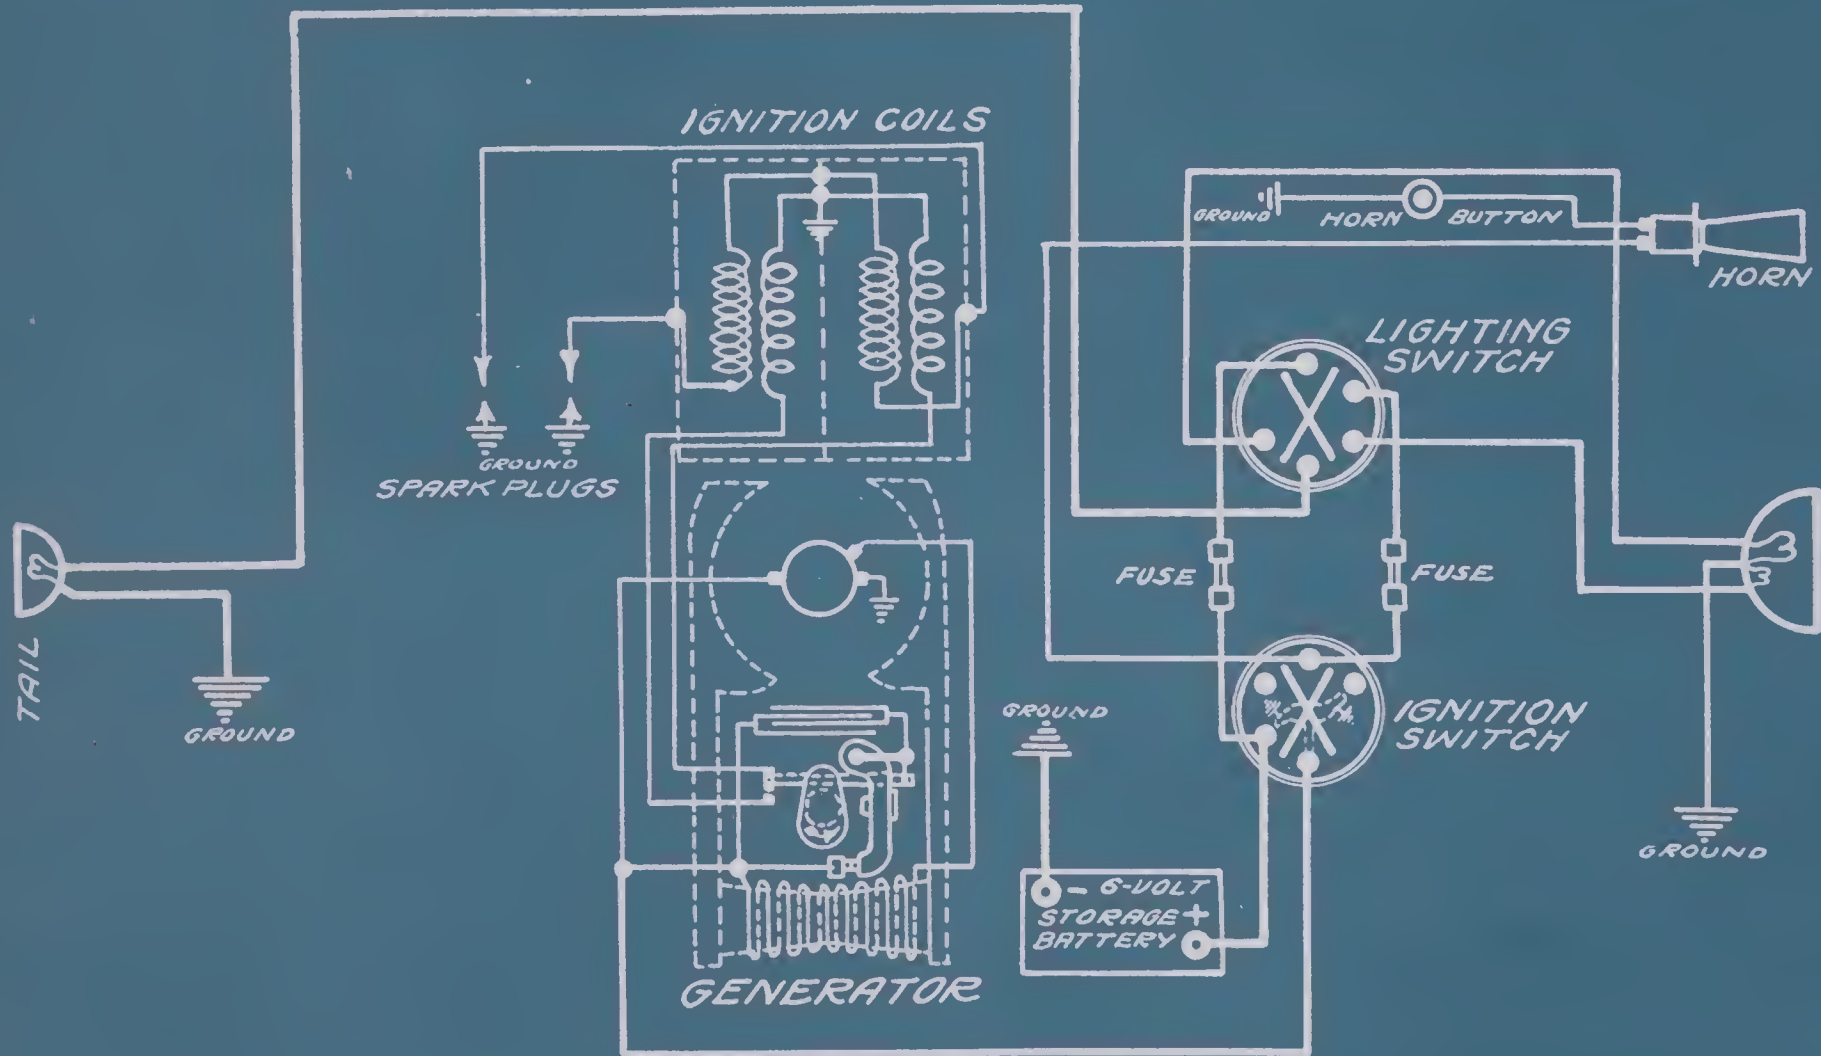 IGNITION COILS
GROUND
HORN BUTTON
HORN
LIGHTING
SWITCH
GROUND
SPARK PLUGS
FUSE
FUSE
TAIL
GROUND
GROUND
IGNITION
SWITCH
GROUND
- 6-VOLT
STORAGE +
BATTERY
GENERATOR